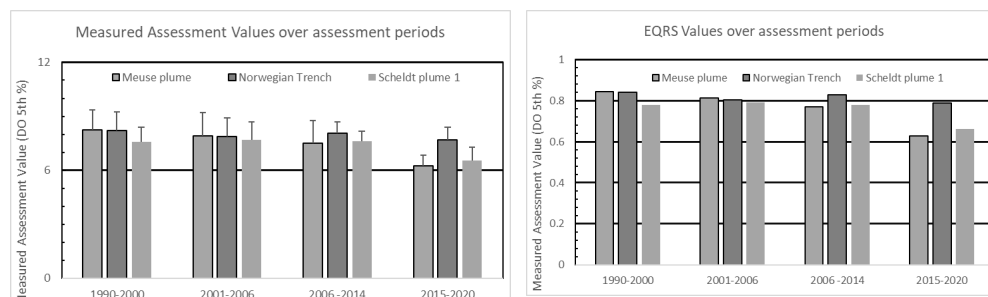 Measured Assessment Values over assessment periods
Measured Assessment Value (DO 5th %)
12
6
0
Meuse plume
Norwegian Trench
Scheldt plume 1
1990-2000
2001-2006
2006-2014
2015-2020
EQRS Values over assessment periods
Measured Assessment Value (DO 5th %)
1
0.8
0.6
0.4
0.2
0
Meuse plume
Norwegian Trench
Scheldt plume 1
1990-2000
2001-2006
2006-2014
2015-2020